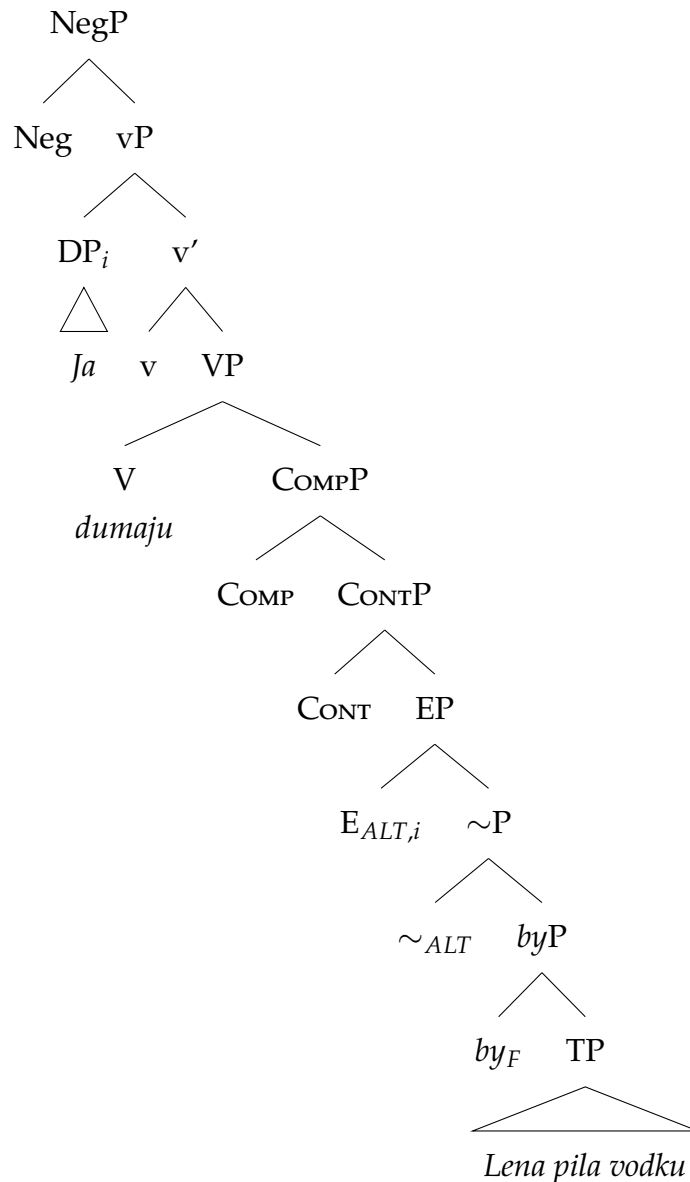 NegP
Neg vP
DP_i v′
Ja v VP
V CompP
dumaju
Comp ContP
Cont EP
E_ALT,i ∼P
∼_ALT byP
by_F TP
Lena pila vodku